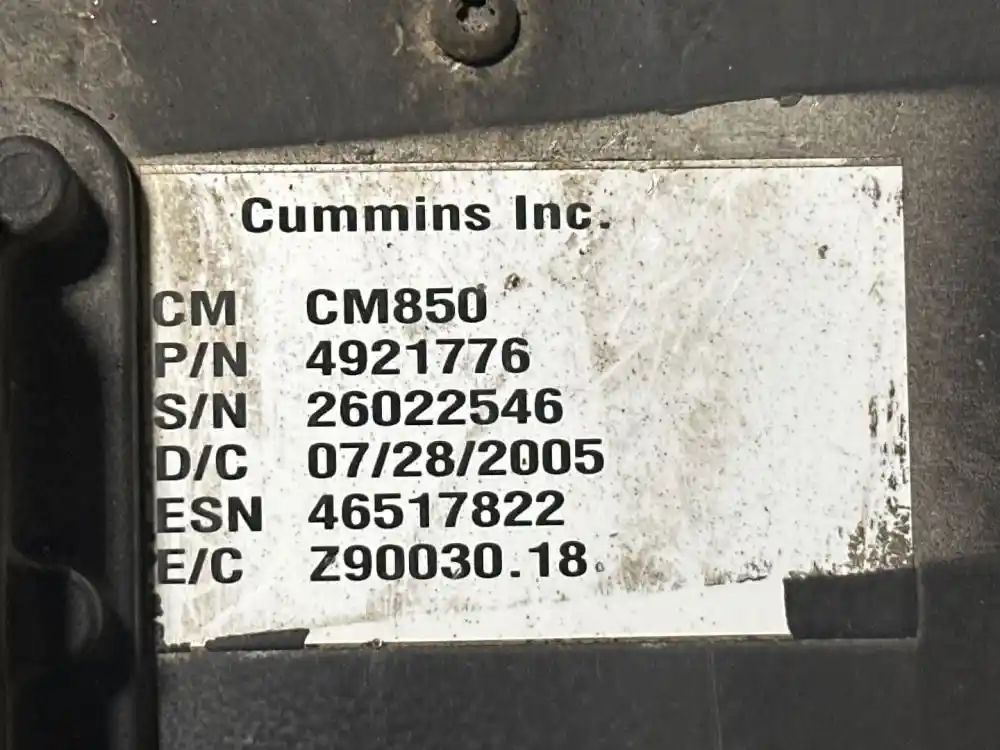 Cummins Inc.
CM CM850
P/N 4921776
S/N 26022546
D/C 07/28/2005
ESN 46517822
E/C Z90030.18